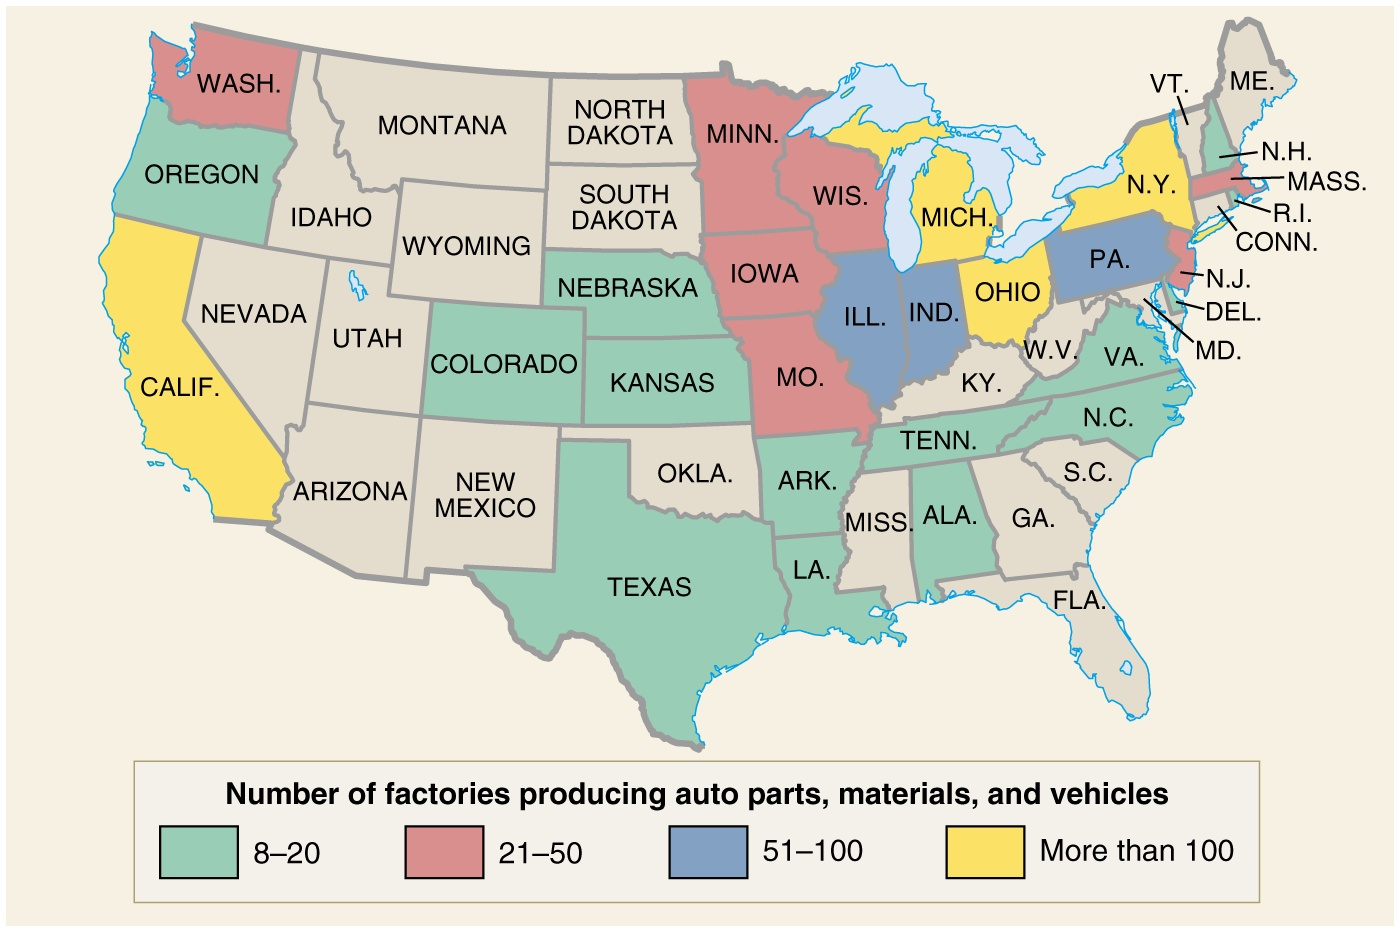 WASH.
MONTANA
NORTH
DAKOTA
MINN.
VT.
ME.
OREGON
IDAHO
WYOMING
SOUTH
DAKOTA
WIS.
MICH.
N.Y.
N.H.
MASS.
R.I.
CONN.
NEVADA
UTAH
COLORADO
NEBRASKA
IOWA
ILL.
IND.
OHIO
PA.
N.J.
DEL.
MD.
CALIF.
KANSAS
MO.
KY.
W.V.
VA.
ARIZONA
NEW
MEXICO
OKLA.
ARK.
TENN.
N.C.
S.C.
TEXAS
LA.
MISS.
ALA.
GA.
FLA.
Number of factories producing auto parts, materials, and vehicles
8–20
21–50
51–100
More than 100